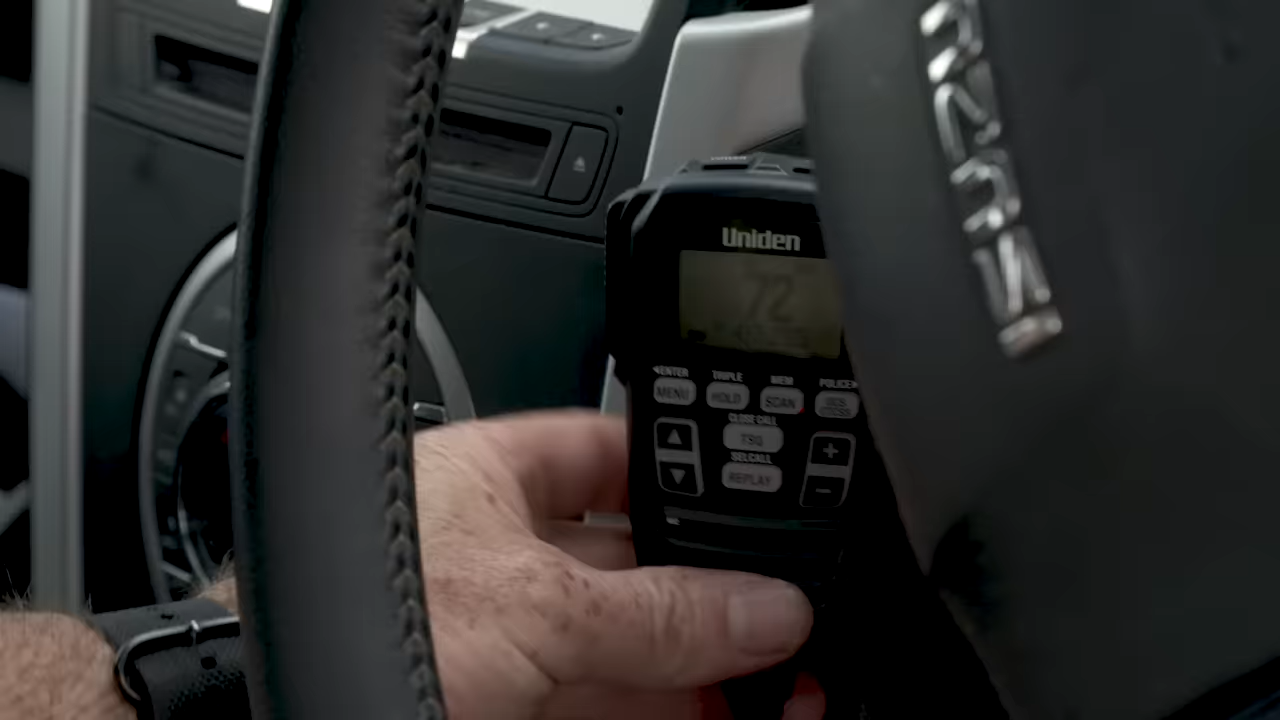 Uniden
72
ENTER TRIPLE MEM POLICE
MENU HOLD SCAN
CLOSE CALL
TSQ
SELCALL
REPLAY
+
−